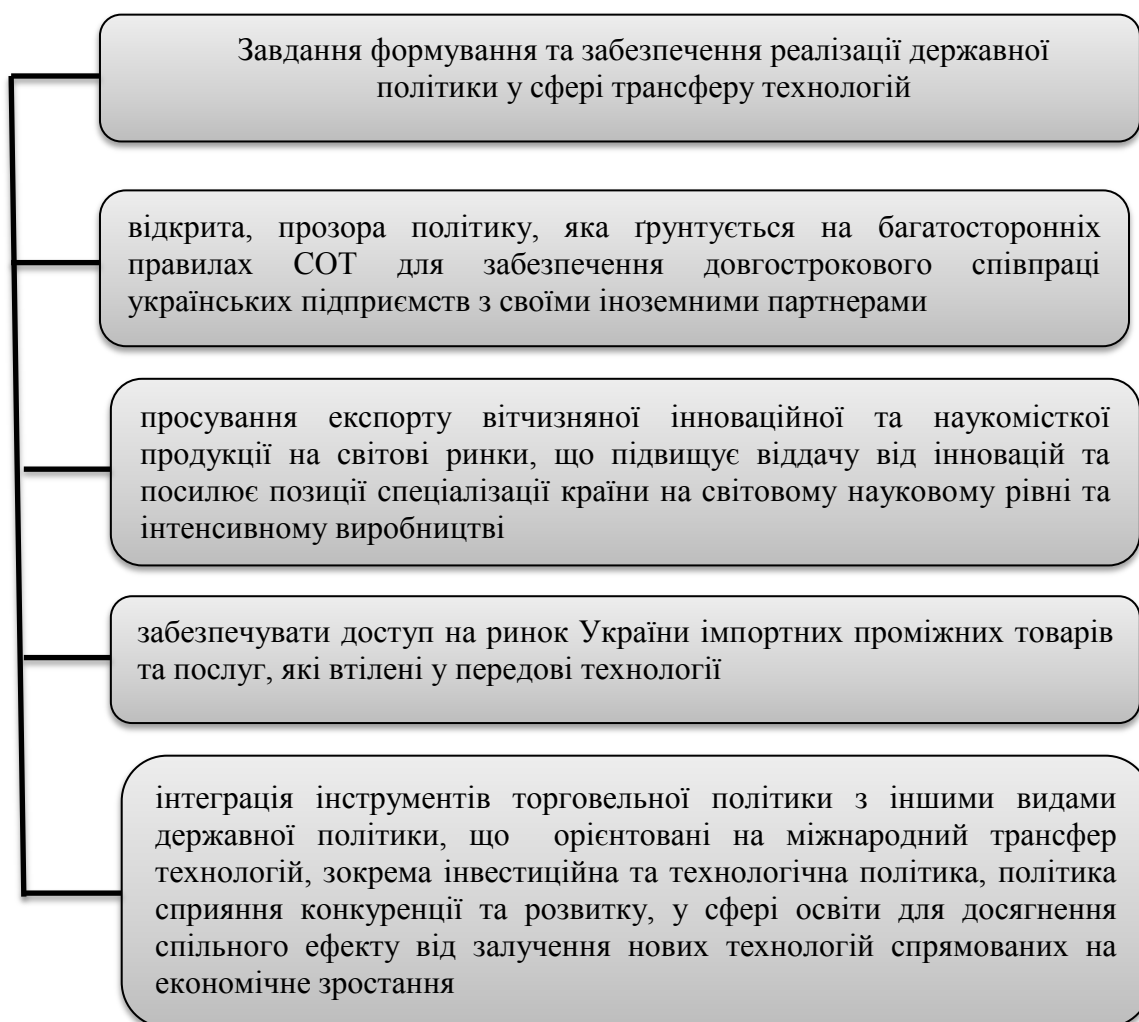 Завдання формування та забезпечення реалізації державної
політики у сфері трансферу технологій
відкрита, прозора політику, яка ґрунтується на багатосторонніх
правилах СОТ для забезпечення довгострокового співпраці
українських підприємств з своїми іноземними партнерами
просування експорту вітчизняної інноваційної та наукомісткої
продукції на світові ринки, що підвищує віддачу від інновацій та
посилює позиції спеціалізації країни на світовому науковому рівні та
інтенсивному виробництві
забезпечувати доступ на ринок України імпортних проміжних товарів
та послуг, які втілені у передові технології
інтеграція інструментів торговельної політики з іншими видами
державної політики, що орієнтовані на міжнародний трансфер
технологій, зокрема інвестиційна та технологічна політика, політика
сприяння конкуренції та розвитку, у сфері освіти для досягнення
спільного ефекту від залучення нових технологій спрямованих на
економічне зростання